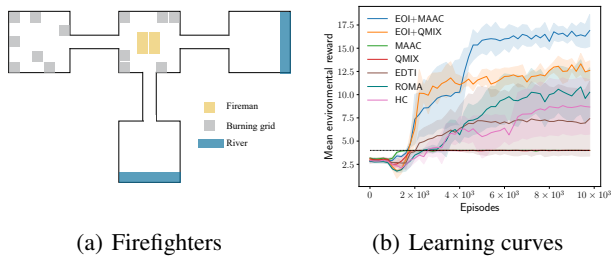 Fireman
Burning grid
River
(a) Firefighters
EOI+MAAC
EOI+QMIX
MAAC
QMIX
EDTI
ROMA
HC
Mean environmental reward
17.5
15.0
12.5
10.0
7.5
5.0
2.5
0
2 × 10³
4 × 10³
6 × 10³
8 × 10³
10 × 10³
Episodes
(b) Learning curves